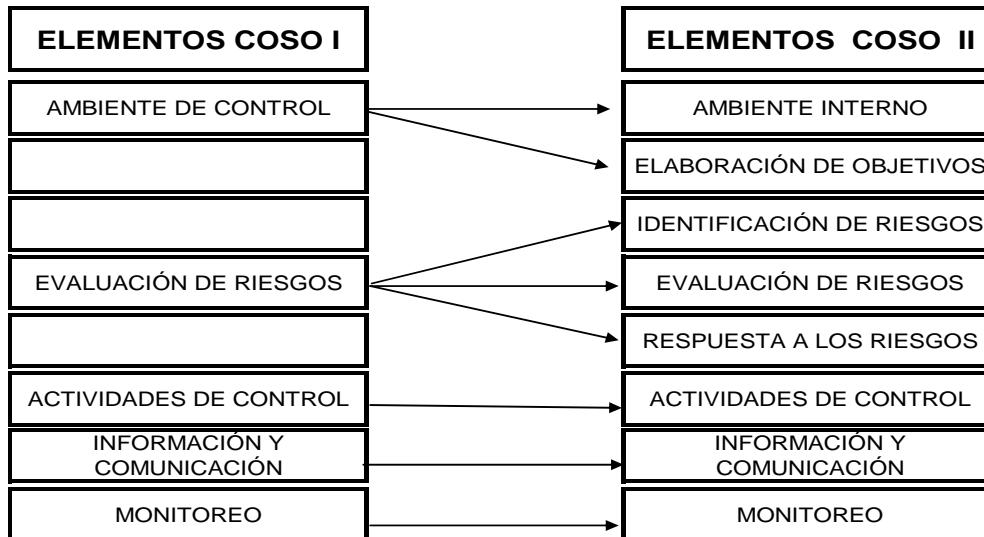 ELEMENTOS COSO I
ELEMENTOS COSO II
AMBIENTE DE CONTROL
AMBIENTE INTERNO
ELABORACIÓN DE OBJETIVOS
IDENTIFICACIÓN DE RIESGOS
EVALUACIÓN DE RIESGOS
EVALUACIÓN DE RIESGOS
RESPUESTA A LOS RIESGOS
ACTIVIDADES DE CONTROL
ACTIVIDADES DE CONTROL
INFORMACIÓN Y
COMUNICACIÓN
INFORMACIÓN Y
COMUNICACIÓN
MONITOREO
MONITOREO